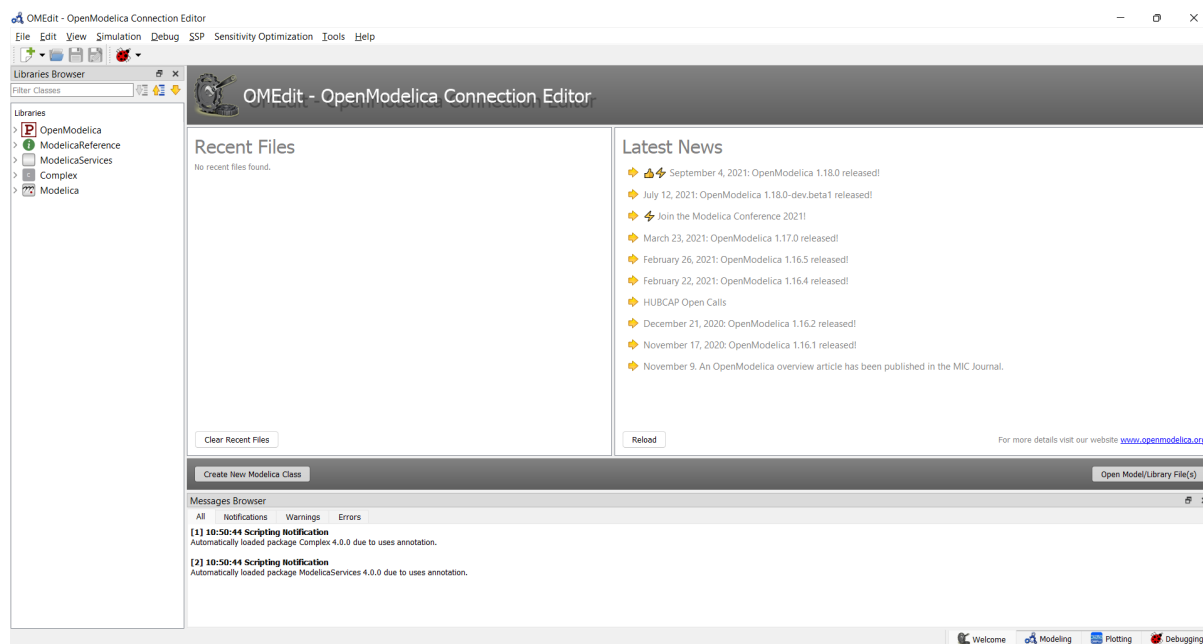 OMEdit - OpenModelica Connection Editor
File Edit View Simulation Debug SSP Sensitivity Optimization Tools Help
Libraries Browser
Filter Classes
Libraries
P OpenModelica
i ModelicaReference
ModelicaServices
C Complex
Modelica
OMEdit - OpenModelica Connection Editor
Recent Files
No recent files found.
Clear Recent Files
Latest News
September 4, 2021: OpenModelica 1.18.0 released!
July 12, 2021: OpenModelica 1.18.0-dev.beta1 released!
Join the Modelica Conference 2021!
March 23, 2021: OpenModelica 1.17.0 released!
February 26, 2021: OpenModelica 1.16.5 released!
February 22, 2021: OpenModelica 1.16.4 released!
HUBCAP Open Calls
December 21, 2020: OpenModelica 1.16.2 released!
November 17, 2020: OpenModelica 1.16.1 released!
November 9. An OpenModelica overview article has been published in the MIC Journal.
Reload
For more details visit our website www.openmodelica.or
Create New Modelica Class
Open Model/Library File(s)
Messages Browser
All Notifications Warnings Errors
[1] 10:50:44 Scripting Notification
Automatically loaded package Complex 4.0.0 due to uses annotation.
[2] 10:50:44 Scripting Notification
Automatically loaded package ModelicaServices 4.0.0 due to uses annotation.
Welcome Modeling Plotting Debugging